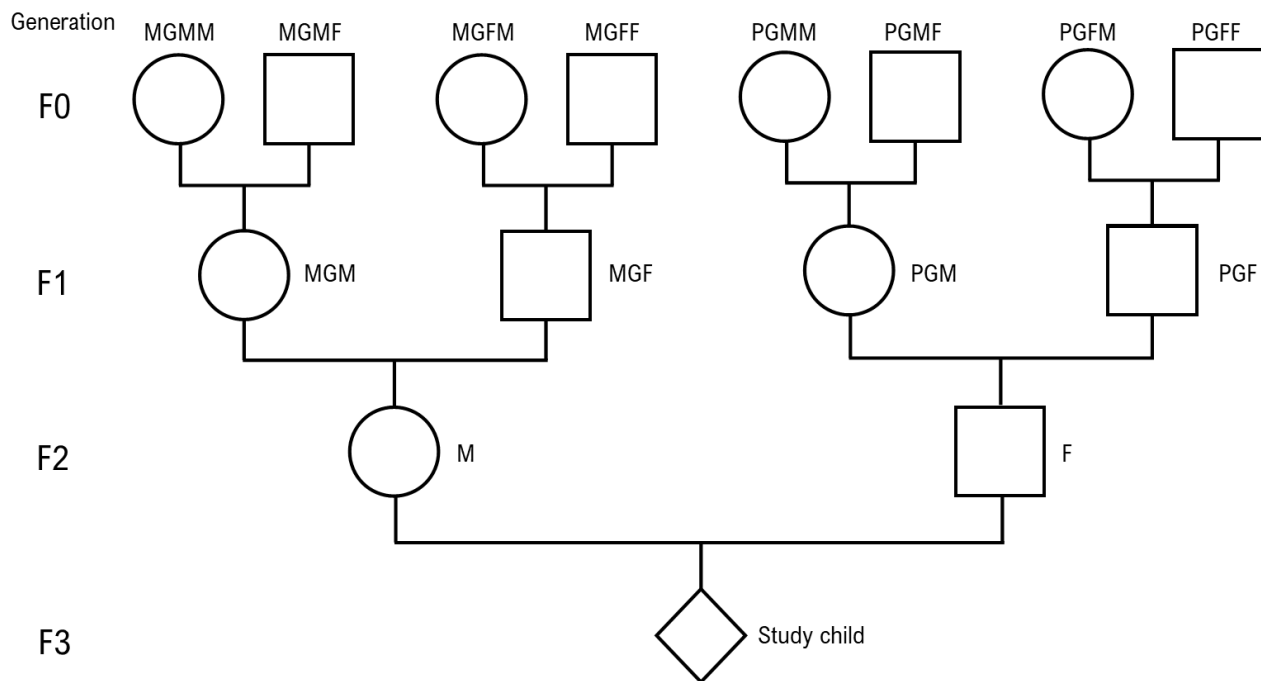 Generation
MGMM MGMF MGFM MGFF PGMM PGMF PGFM PGFF
F0
F1 MGM MGF PGM PGF
F2 M F
F3 Study child